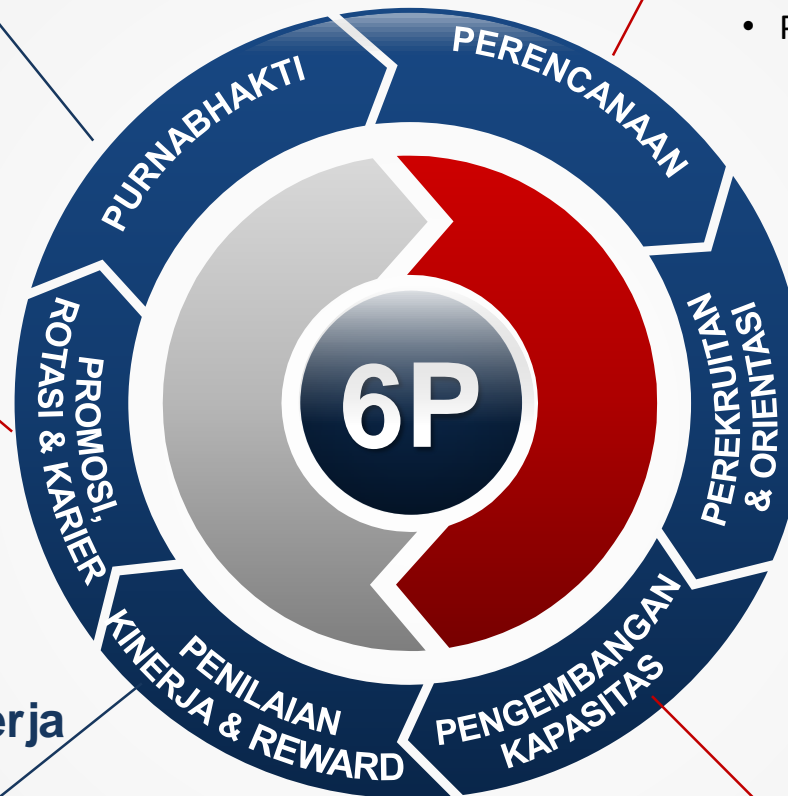 PERENCANAAN
PEREKRUITAN
& ORIENTASI
PENGEMBANGAN
KAPASITAS
PENILAIAN
KINERJA & REWARD
PROMOSI,
ROTASI & KARIER
PURNABHAKTI
6P
erja
• P